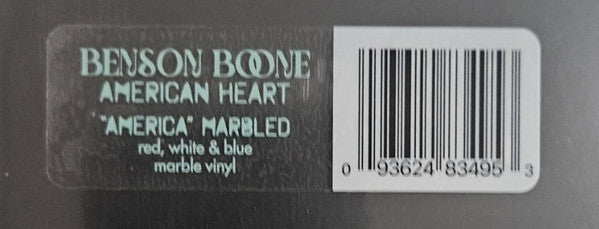 BENSON BOONE
AMERICAN HEART
"AMERICA" MARBLED
red, white & blue
marble vinyl
0 93624 83495 3